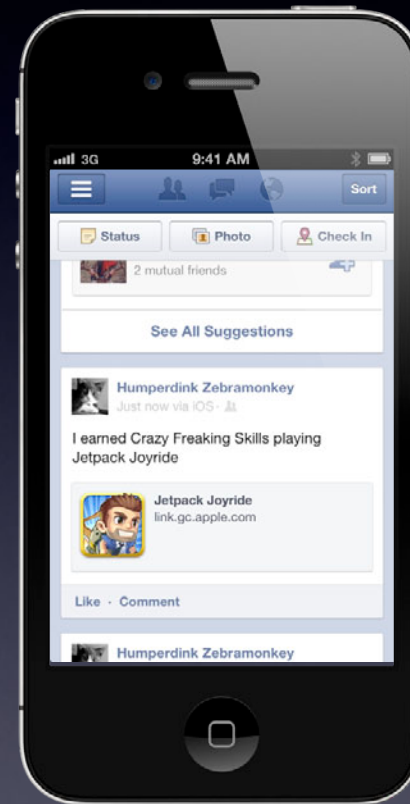 3G 9:41 AM
Sort
Status Photo Check In
2 mutual friends
See All Suggestions
Humperdink Zebramonkey
Just now via iOS ·
I earned Crazy Freaking Skills playing
Jetpack Joyride
Jetpack Joyride
link.gc.apple.com
Like · Comment
Humperdink Zebramonkey